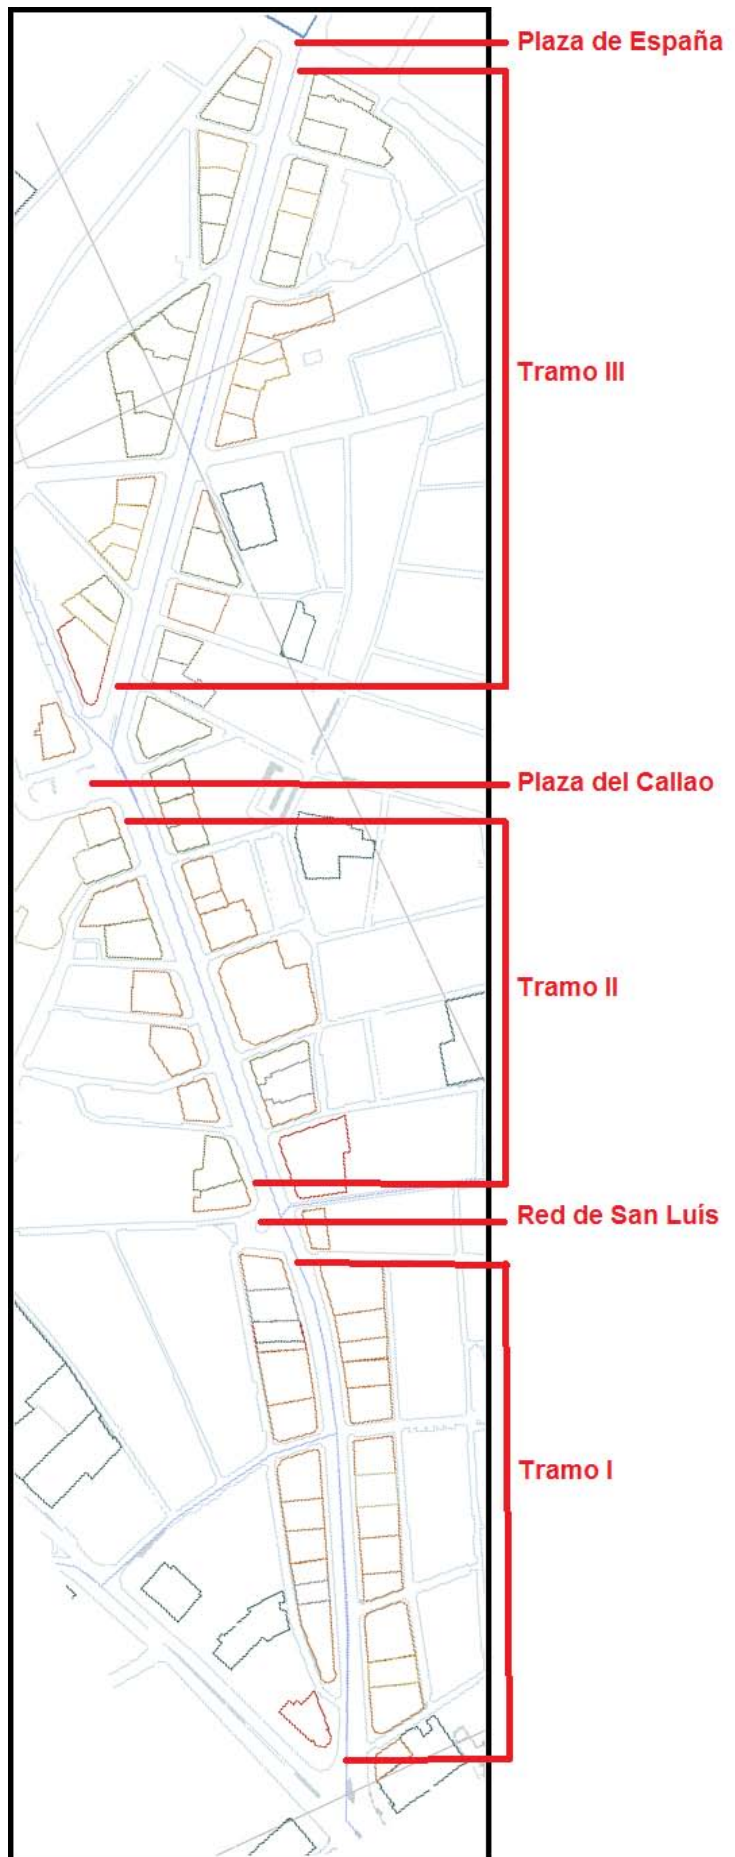 Plaza de España
Tramo III
Plaza del Callao
Tramo II
Red de San Luís
Tramo I